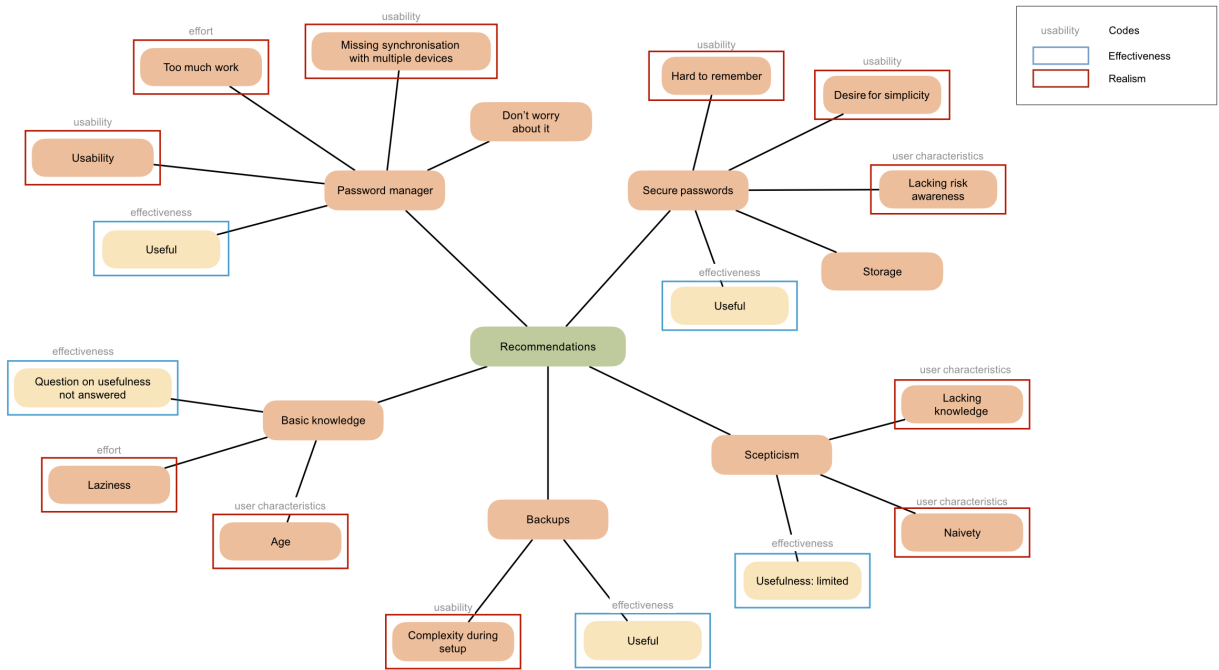 usability
effort
Missing synchronisation
with multiple devices
Too much work
usability
Usability
Don't worry
about it
Password manager
effectiveness
Useful
usability
Hard to remember
usability
Desire for simplicity
user characteristics
Lacking risk
awareness
Secure passwords
Storage
effectiveness
Useful
usability
Codes
Effectiveness
Realism
Recommendations
effectiveness
Question on usefulness
not answered
Basic knowledge
effort
Laziness
user characteristics
Age
Backups
usability
Complexity during
setup
effectiveness
Useful
user characteristics
Lacking
knowledge
Scepticism
user characteristics
Naivety
effectiveness
Usefulness: limited